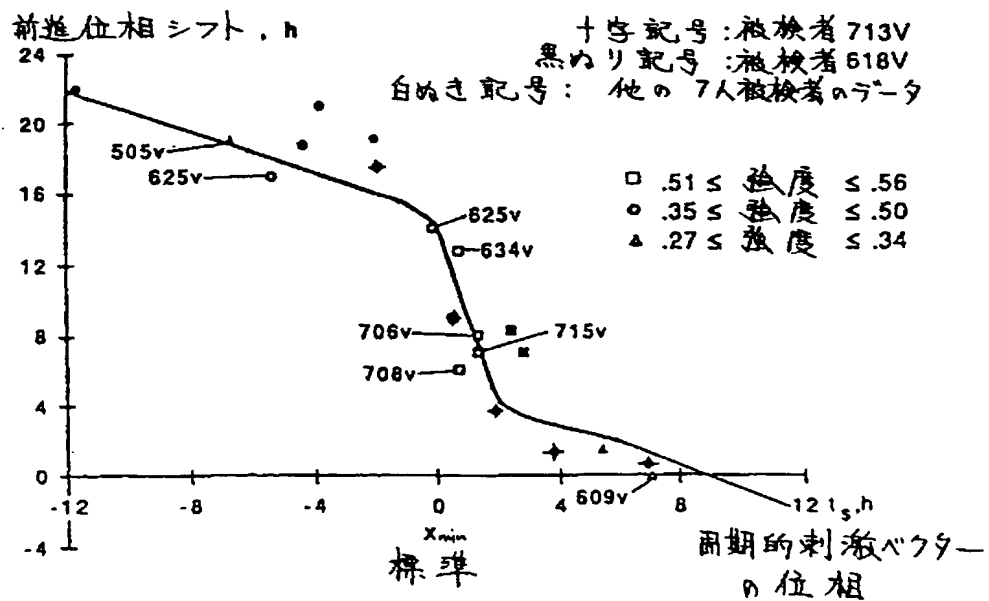 前進位相シフト, h
十字記号:被検者713V
黒ぬり記号:被検者618V
白ぬき記号: 他の7人被検者のデータ
24
20
16
12
8
4
0
-4
505v
625v
625v
634v
706v
715v
708v
609v
□ .51 ≤ 強度 ≤ .56
○ .35 ≤ 強度 ≤ .50
△ .27 ≤ 強度 ≤ .34
-12 -8 -4 0 4 8 12 ts,h
xmin
標準
周期的刺激ベクター
の位相